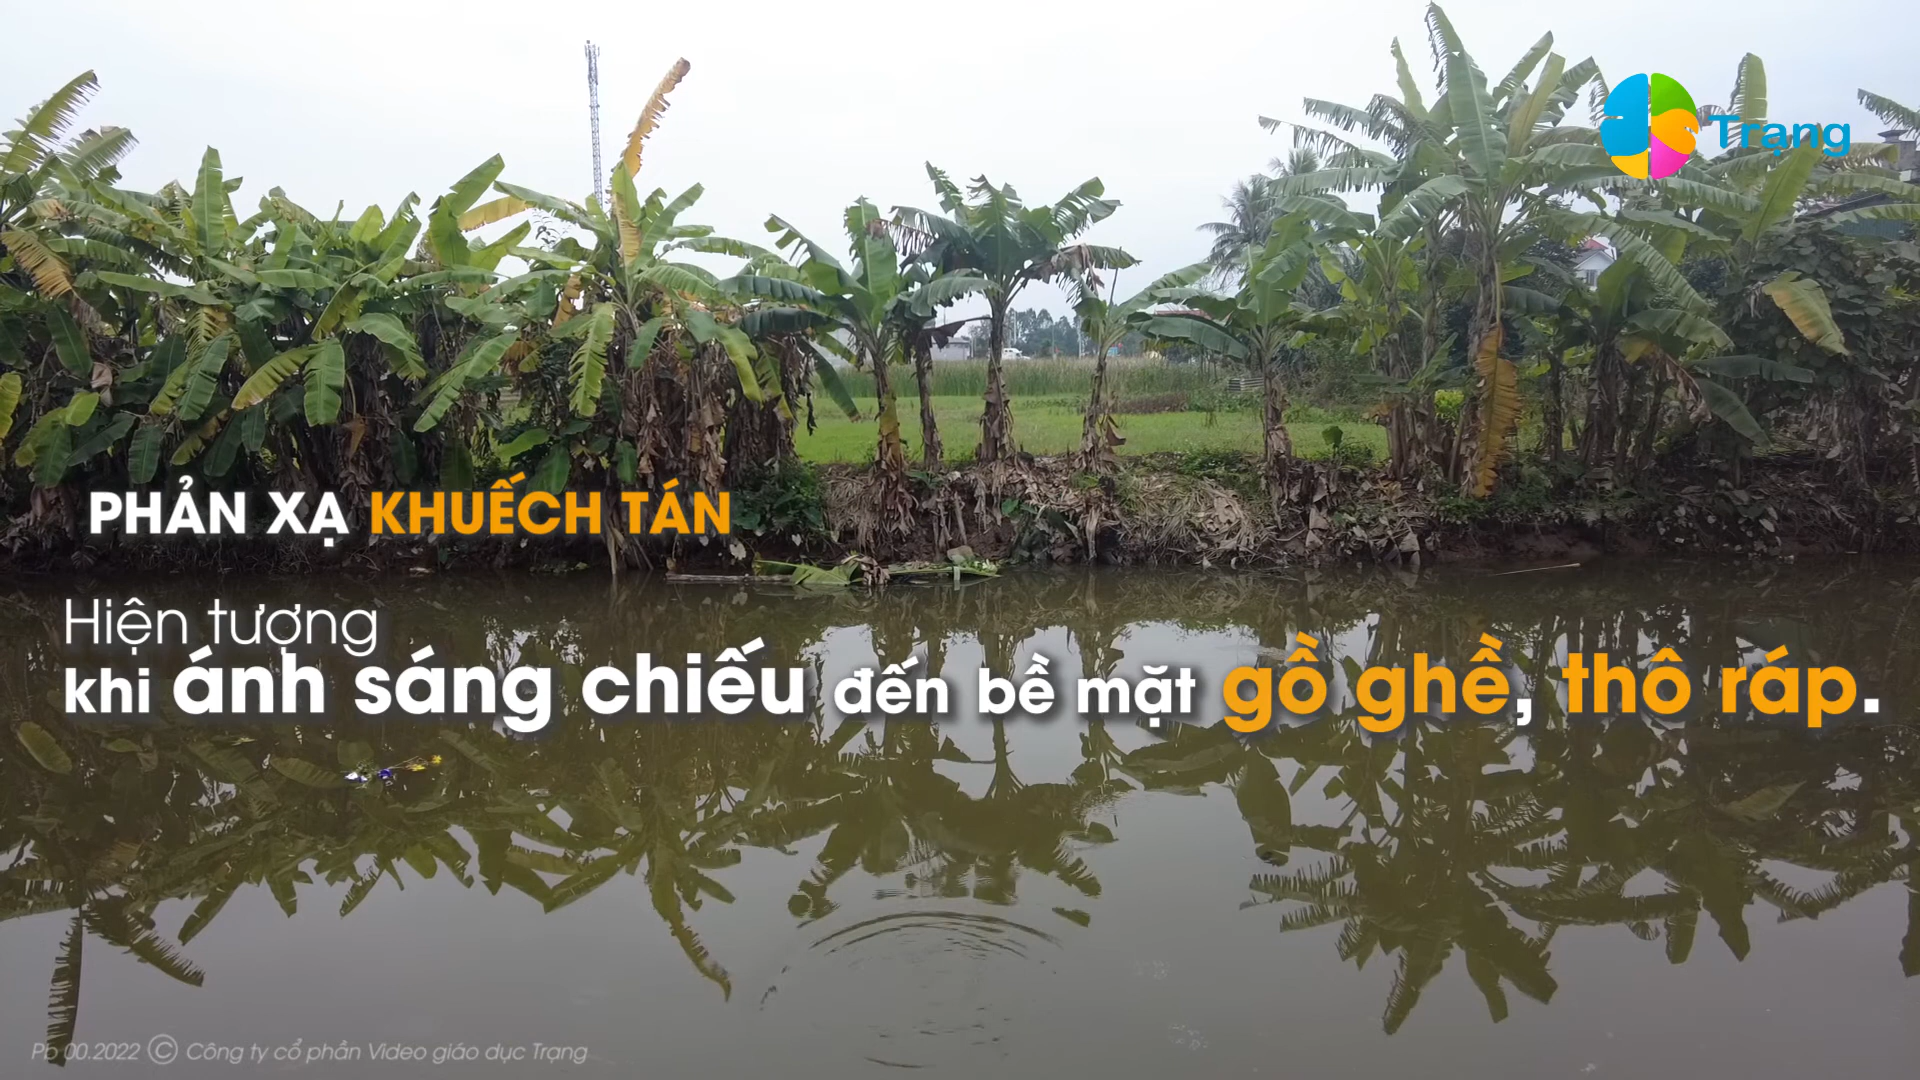 Trạng
PHẢN XẠ KHUẾCH TÁN
Hiện tượng
khi ánh sáng chiếu đến bề mặt gồ ghề, thô ráp.
Pb 00.2022 © Công ty cổ phần Video giáo dục Trạng